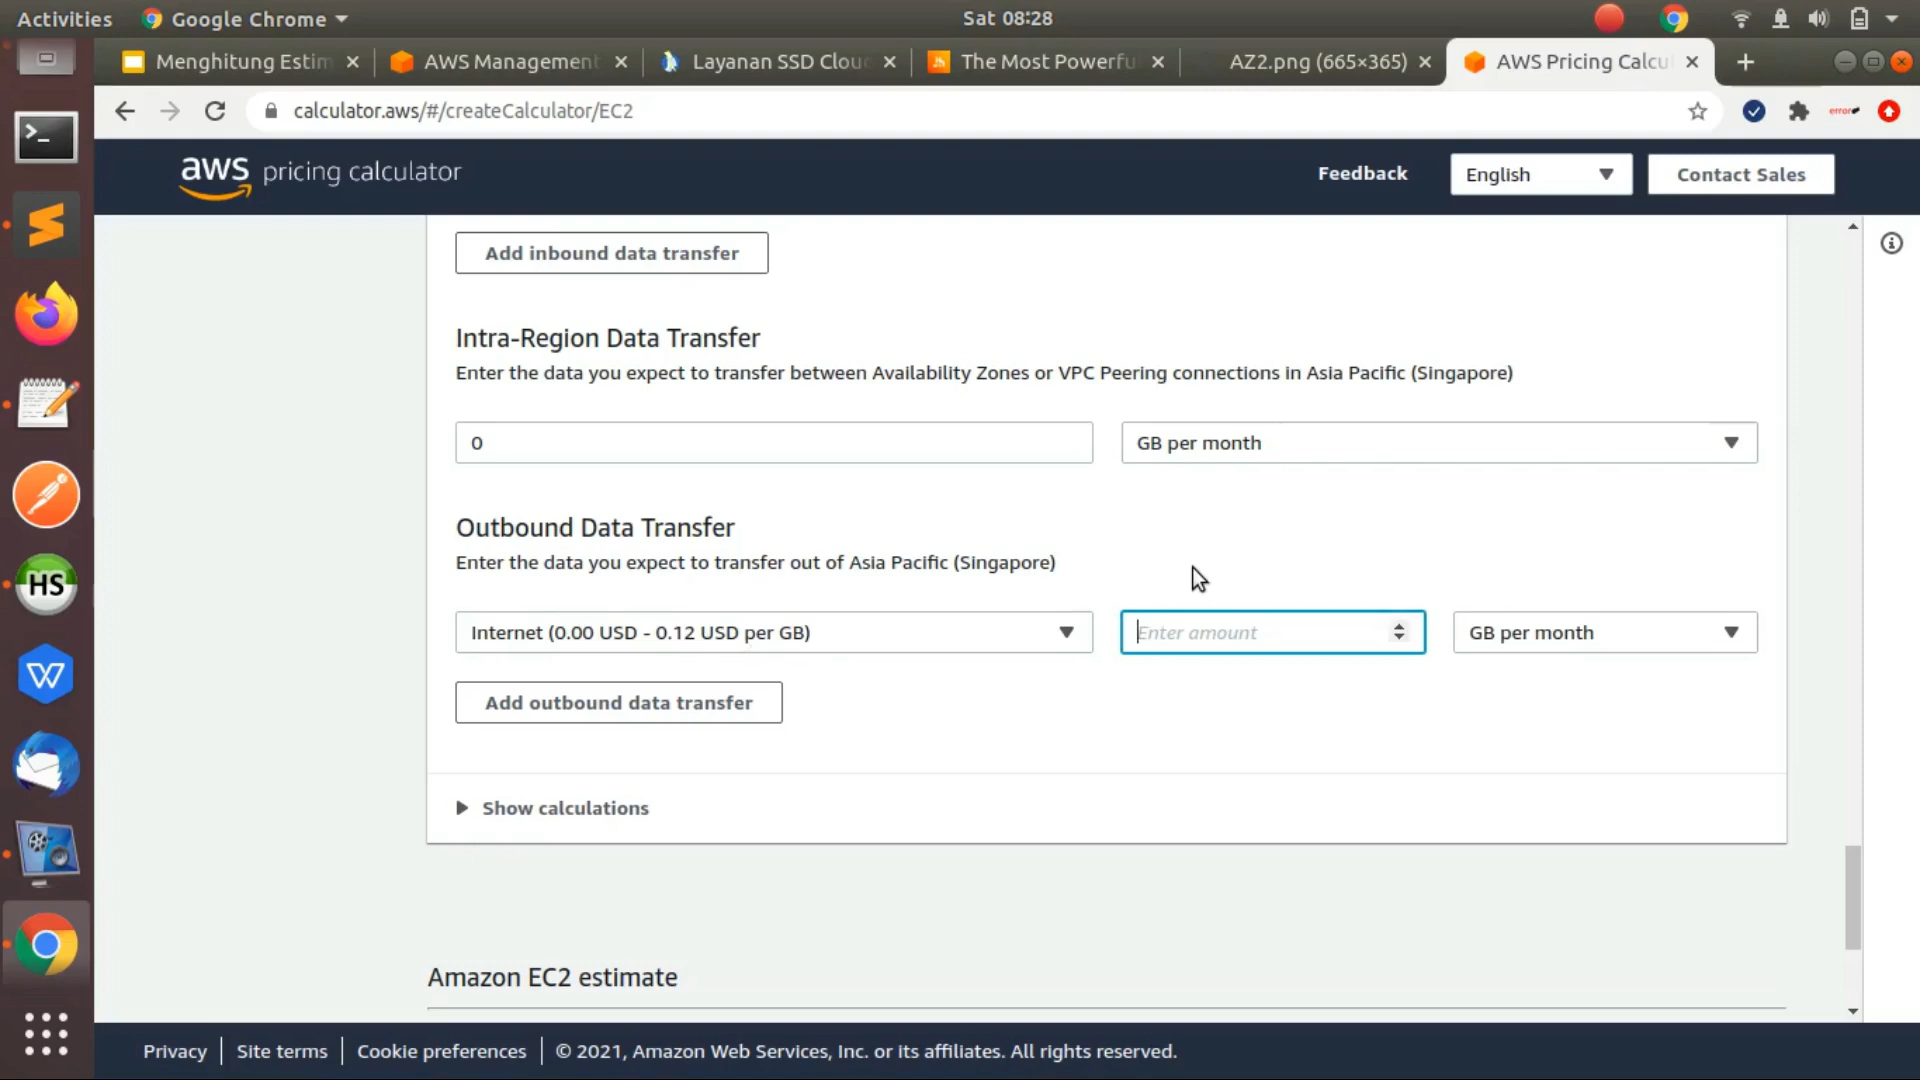 Activities
Google Chrome
Sat 08:28
Menghitung Estim
AWS Management
Layanan SSD Clou
The Most Powerfu
AZ2.png (665×365)
AWS Pricing Calcu
calculator.aws/#/createCalculator/EC2
error
aws pricing calculator
Feedback
English
Contact Sales
Add inbound data transfer
Intra-Region Data Transfer
Enter the data you expect to transfer between Availability Zones or VPC Peering connections in Asia Pacific (Singapore)
0
GB per month
Outbound Data Transfer
Enter the data you expect to transfer out of Asia Pacific (Singapore)
Internet (0.00 USD - 0.12 USD per GB)
Enter amount
GB per month
Add outbound data transfer
Show calculations
Amazon EC2 estimate
HS
W
Privacy
Site terms
Cookie preferences
© 2021, Amazon Web Services, Inc. or its affiliates. All rights reserved.